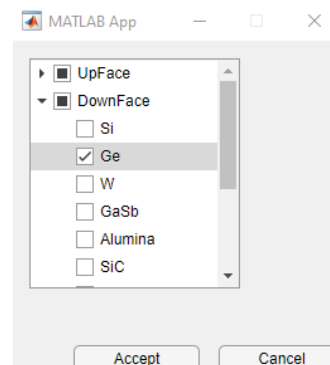 MATLAB App
UpFace
DownFace
Si
Ge
W
GaSb
Alumina
SiC
Accept
Cancel